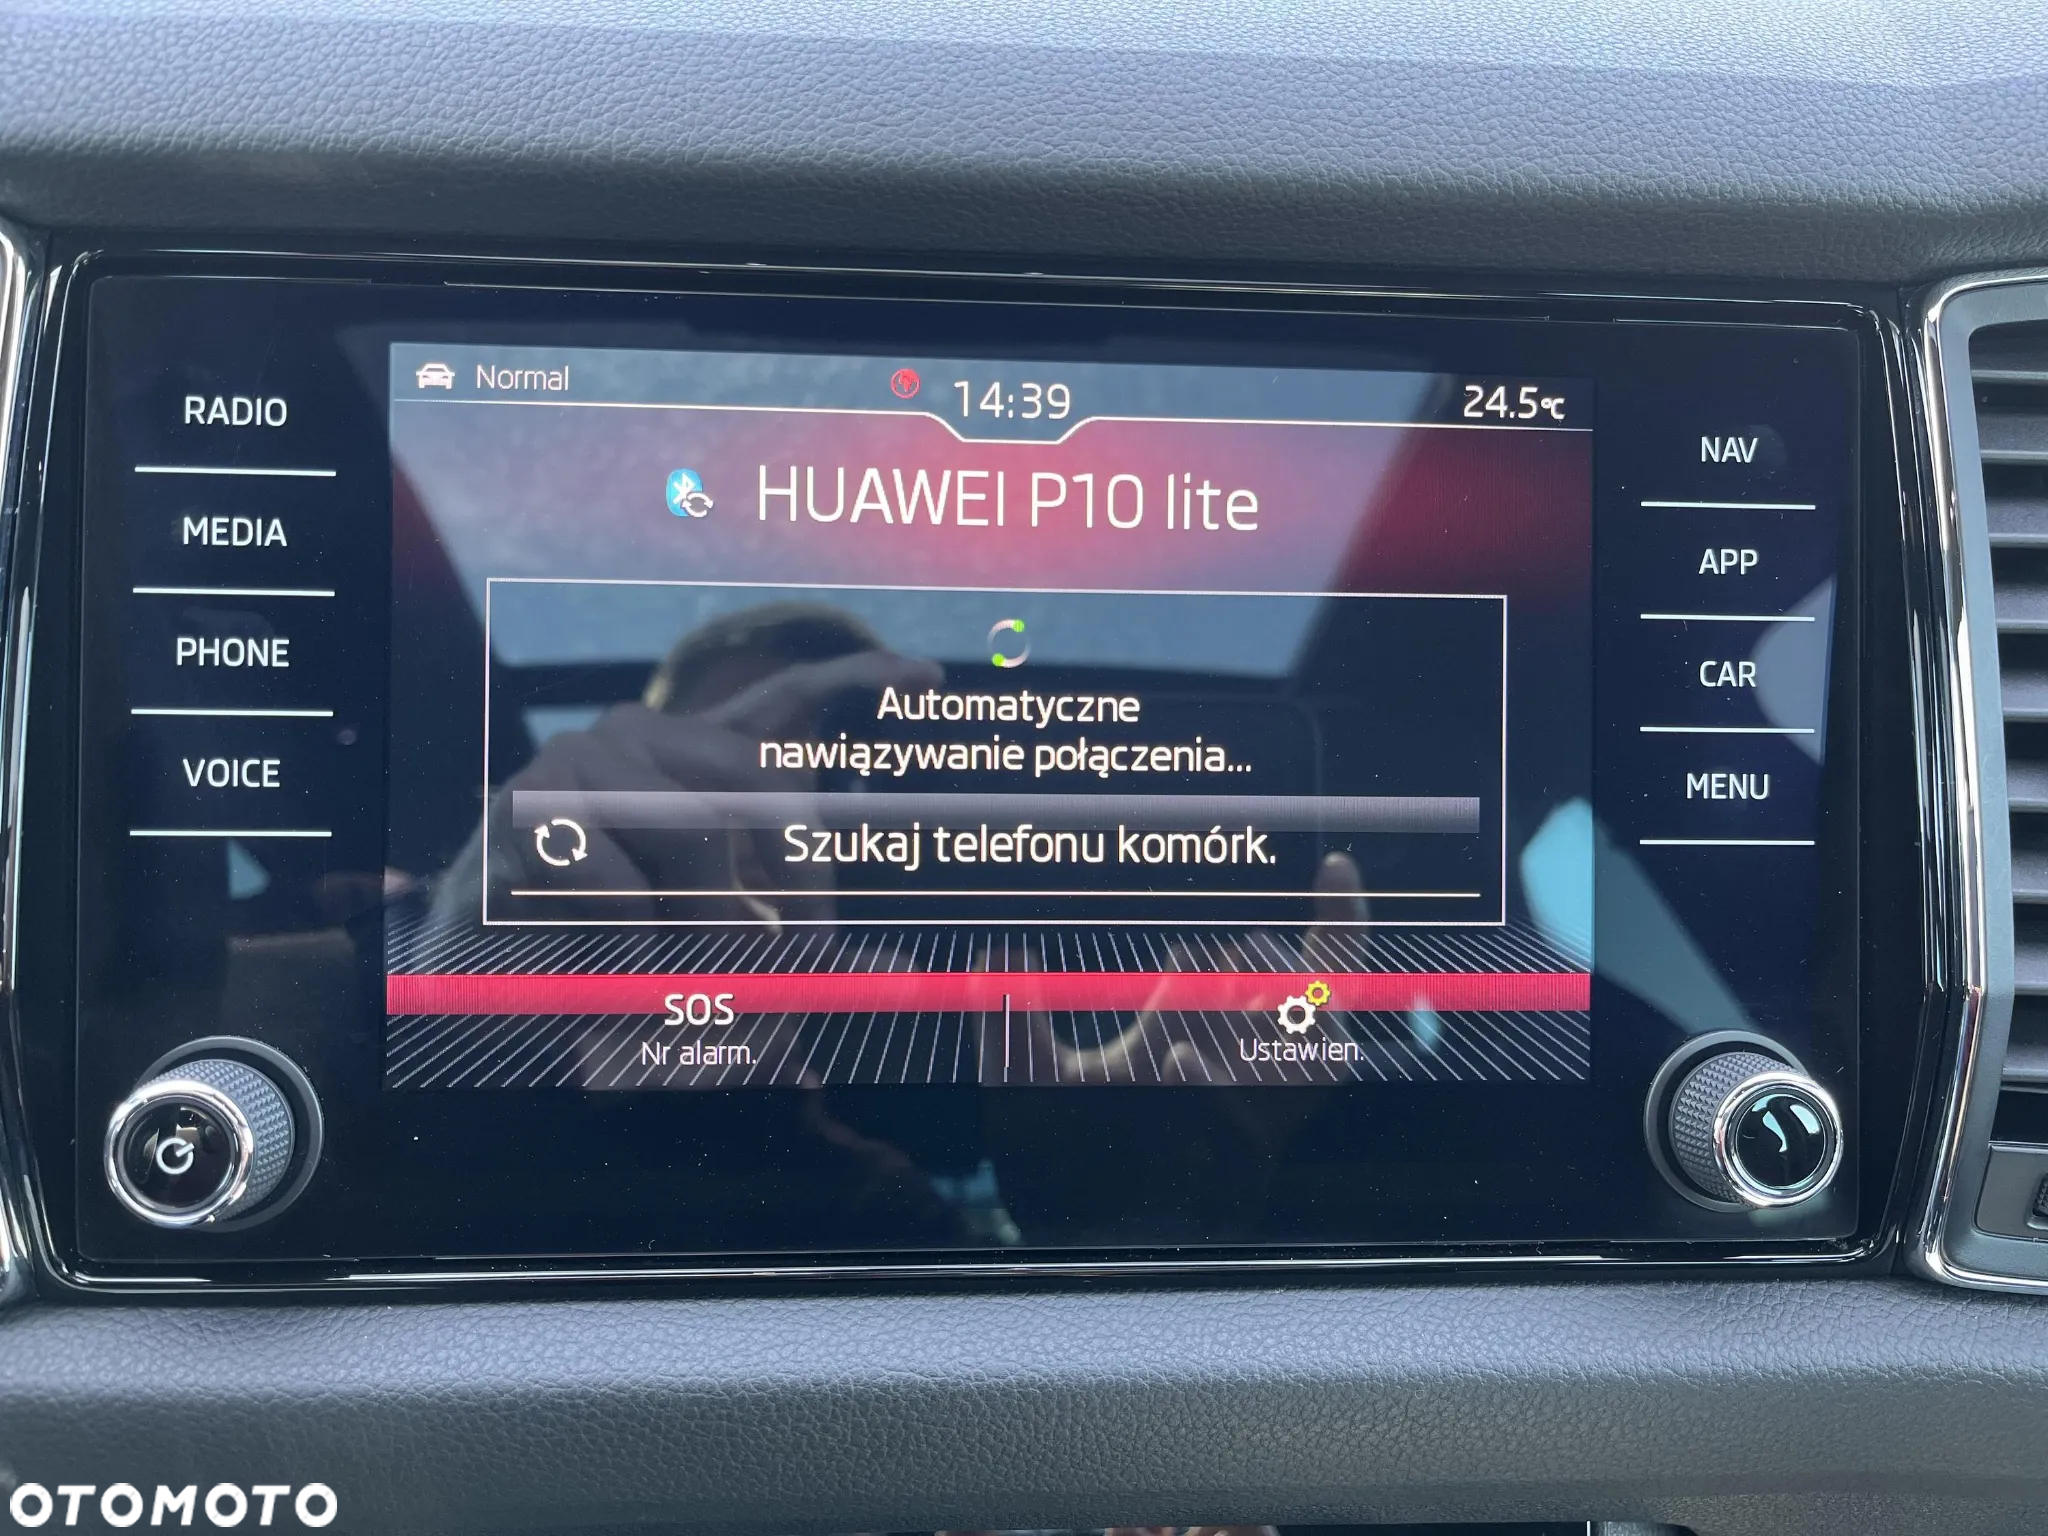 Normal
14:39
24.5°C
RADIO
MEDIA
PHONE
VOICE
HUAWEI P10 lite
Automatyczne
nawiązywanie połączenia...
Szukaj telefonu komórk.
SOS
Nr alarm.
Ustawien.
NAV
APP
CAR
MENU
OTOMOTO